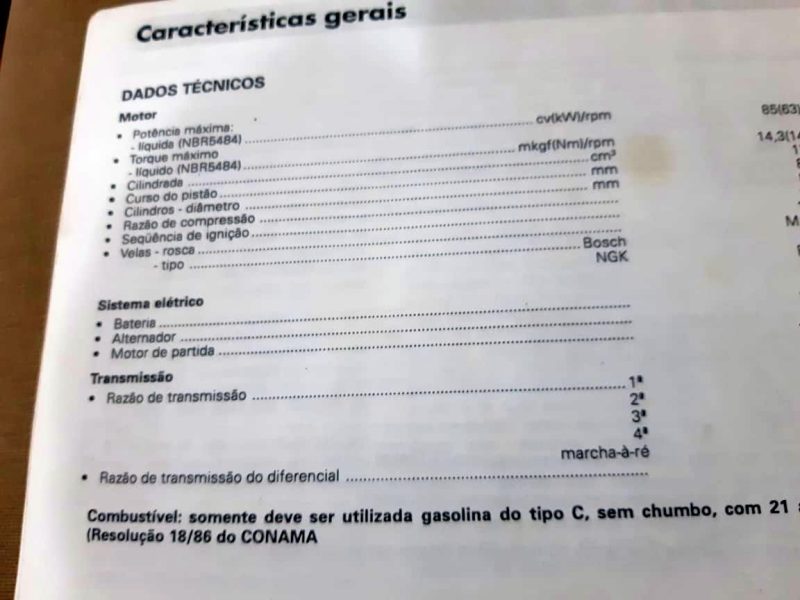 Características gerais
DADOS TÉCNICOS
Motor
• Potência máxima:
- líquida (NBR5484) ........ cv(kW)/rpm 85(63)
• Torque máximo
- líquido (NBR5484) ........ mkgf(Nm)/rpm
• Cilindrada ........ cm³
• Curso do pistão ........ mm
• Cilindros - diâmetro ........ mm
• Razão de compressão ........
• Seqüência de ignição ........
• Velas - rosca ........ Bosch
- tipo ........ NGK
Sistema elétrico
• Bateria ........
• Alternador ........
• Motor de partida ........
Transmissão
• Razão de transmissão ........ 1ª
2ª
3ª
4ª
marcha-à-ré
• Razão de transmissão do diferencial ........
Combustível: somente deve ser utilizada gasolina do tipo C, sem chumbo, com 21
(Resolução 18/86 do CONAMA